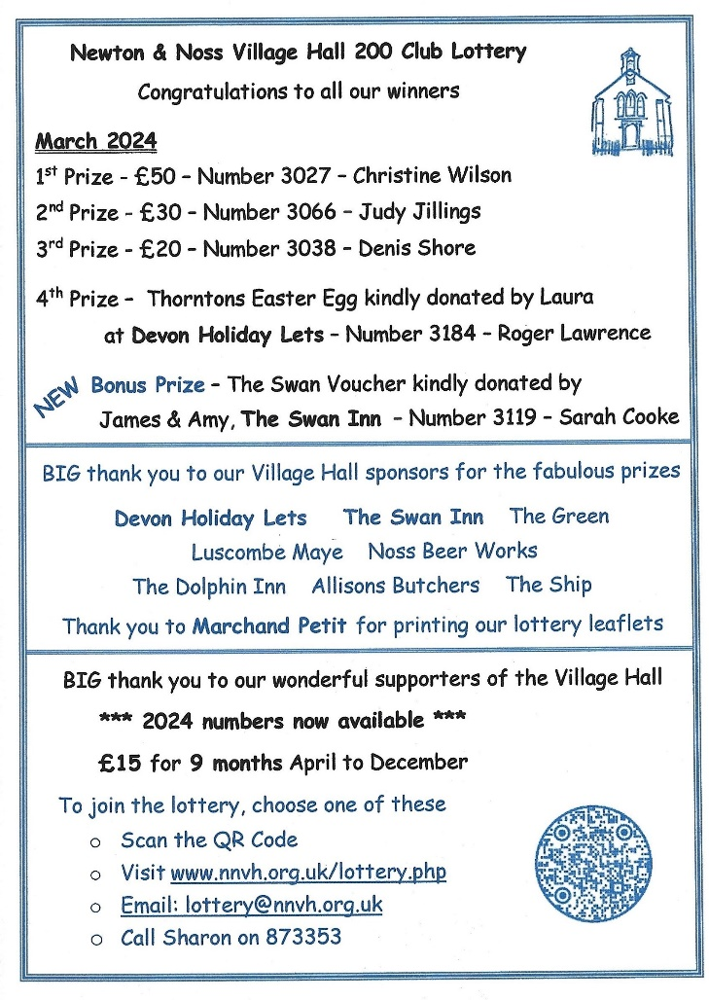 Newton & Noss Village Hall 200 Club Lottery
Congratulations to all our winners
March 2024
1st Prize - £50 - Number 3027 - Christine Wilson
2nd Prize - £30 - Number 3066 - Judy Jillings
3rd Prize - £20 - Number 3038 - Denis Shore
4th Prize - Thorntons Easter Egg kindly donated by Laura
at Devon Holiday Lets - Number 3184 - Roger Lawrence
NEW Bonus Prize - The Swan Voucher kindly donated by
James & Amy, The Swan Inn - Number 3119 - Sarah Cooke
BIG thank you to our Village Hall sponsors for the fabulous prizes
Devon Holiday Lets The Swan Inn The Green
Luscombe Maye Noss Beer Works
The Dolphin Inn Allisons Butchers The Ship
Thank you to Marchand Petit for printing our lottery leaflets
BIG thank you to our wonderful supporters of the Village Hall
*** 2024 numbers now available ***
£15 for 9 months April to December
To join the lottery, choose one of these
o Scan the QR Code
o Visit www.nnvh.org.uk/lottery.php
o Email: lottery@nnvh.org.uk
o Call Sharon on 873353